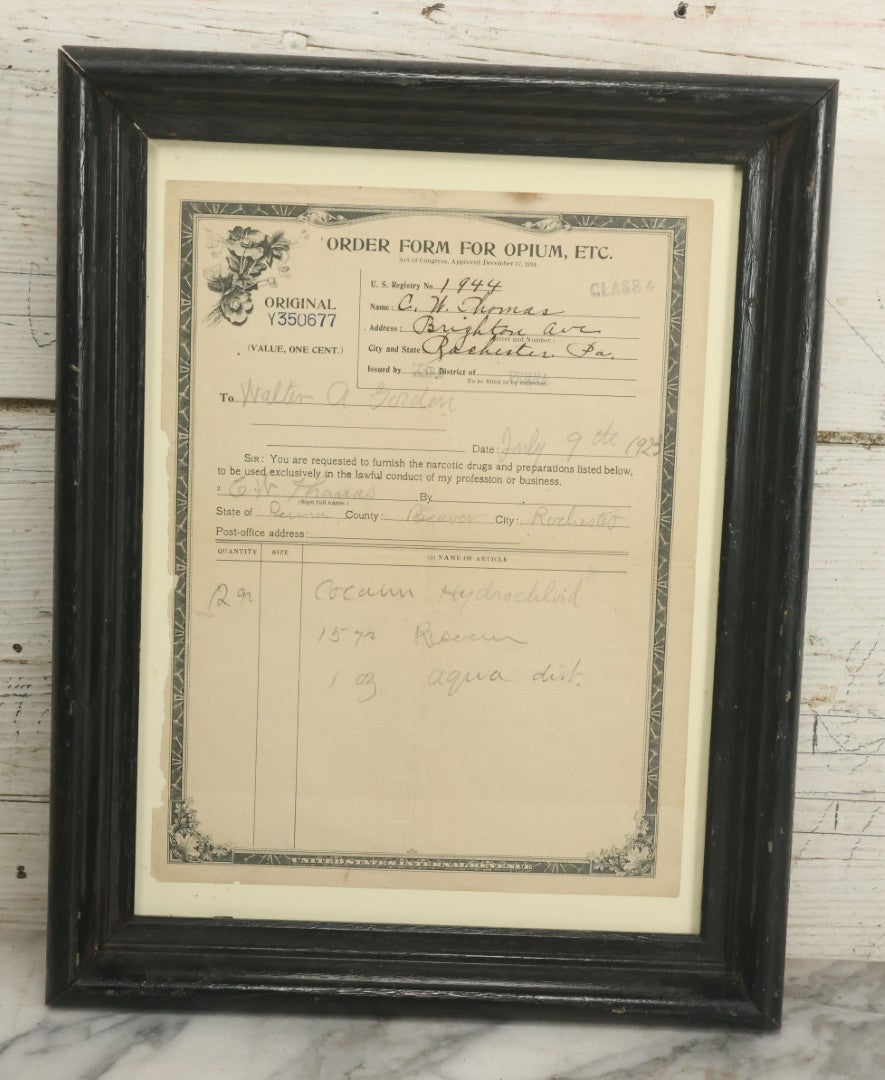 ORDER FORM FOR OPIUM, ETC.
Act of Congress, Approved December 17, 1914.
ORIGINAL
Y350677
(VALUE, ONE CENT.)
U. S. Registry No. 1944
CLASS 4
Name: C. W. Thomas
Address: Brighton Ave
(Street and Number.)
City and State Rochester Pa.
Issued by 23RD District of PENNA
To be filled in by collector.
To Walter A Gordon
Date: July 9th 1923
SIR: You are requested to furnish the narcotic drugs and preparations listed below,
to be used exclusively in the lawful conduct of my profession or business.
C W Thomas By
(Sign full name.)
State of Penna County: Beaver City: Rochester
Post-office address:
QUANTITY SIZE NAME OF ARTICLE
2 gr Cocain Hydrochlorid
15 gr
1 oz aqua dist.
UNITED STATES INTERNAL REVENUE